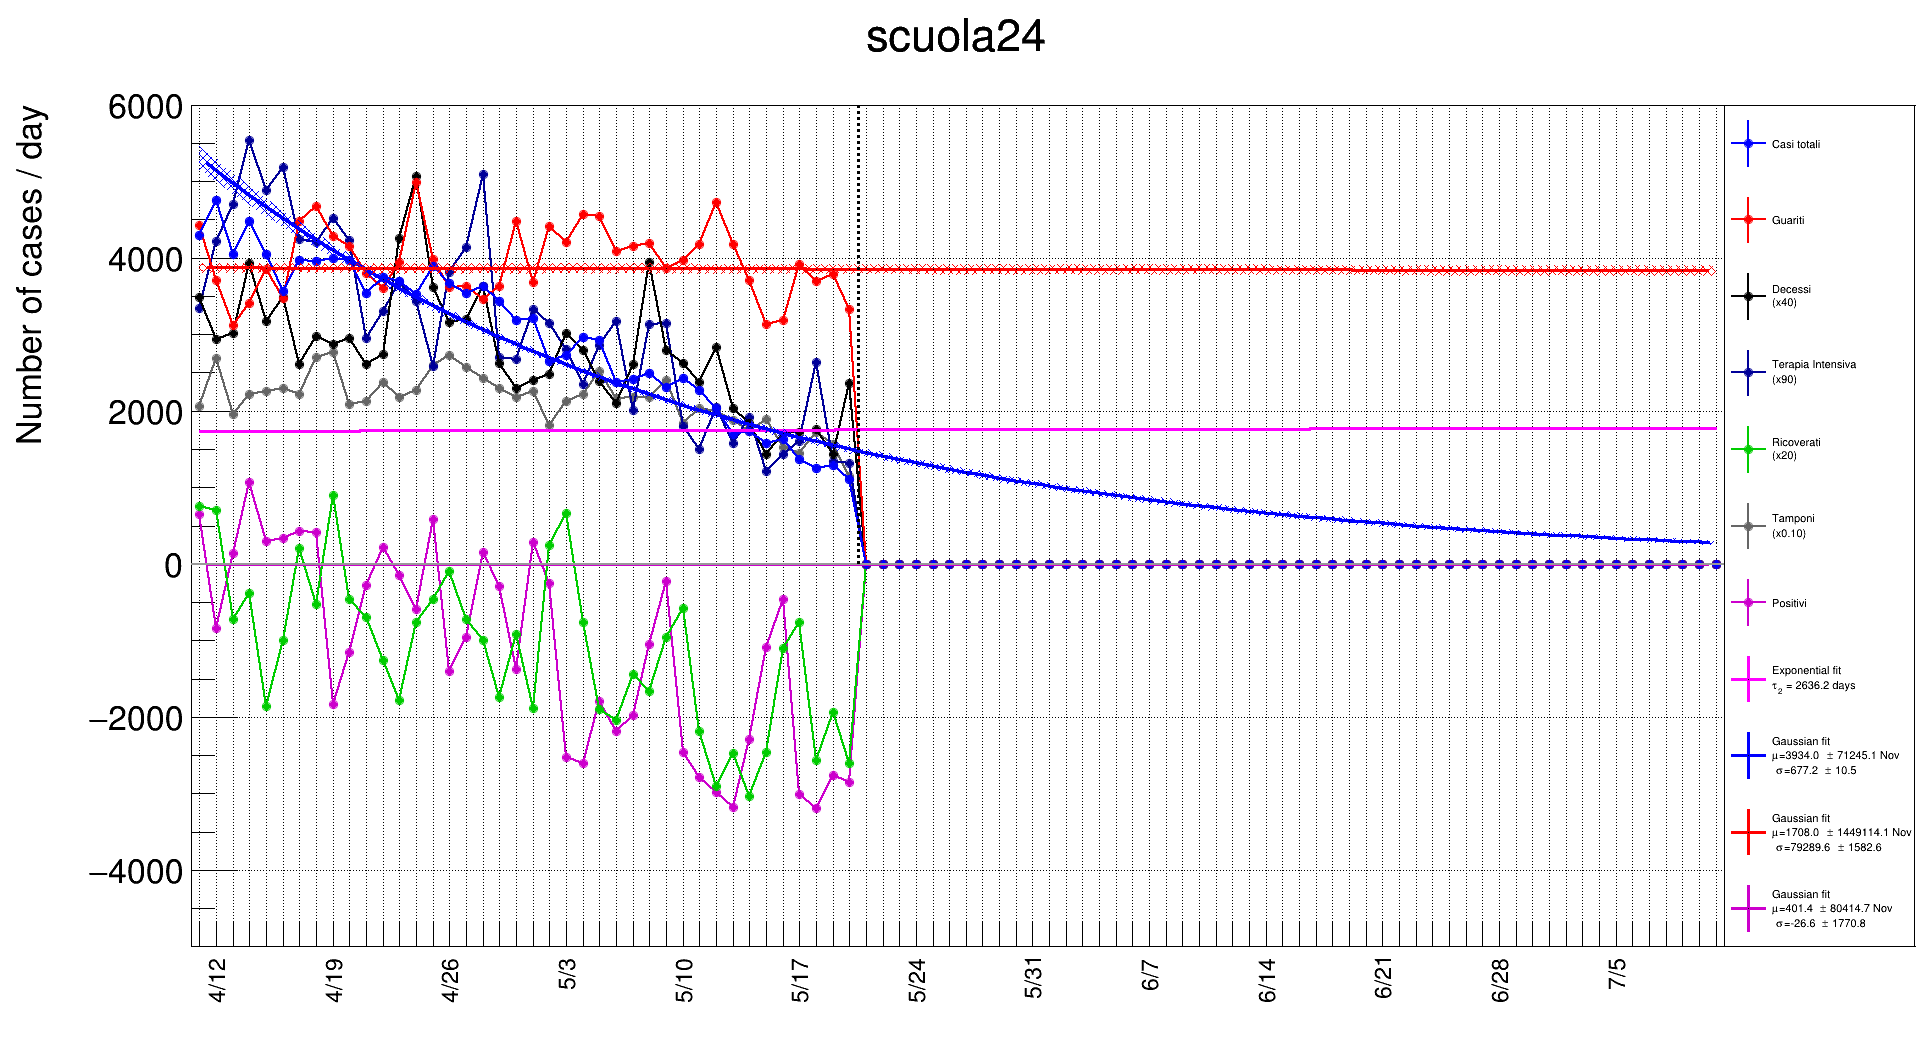 scuola24
Number of cases / day
6000
4000
2000
0
−2000
−4000
4/12
4/19
4/26
5/3
5/10
5/17
5/24
5/31
6/7
6/14
6/21
6/28
7/5
Casi totali
Guariti
Decessi
(x40)
Terapia Intensiva
(x90)
Ricoverati
(x20)
Tamponi
(x0.10)
Positivi
Exponential fit
τ2 = 2636.2 days
Gaussian fit
μ=3934.0 ± 71245.1 Nov
σ=677.2 ± 10.5
Gaussian fit
μ=1708.0 ± 1449114.1 Nov
σ=79289.6 ± 1582.6
Gaussian fit
μ=401.4 ± 80414.7 Nov
σ=-26.6 ± 1770.8